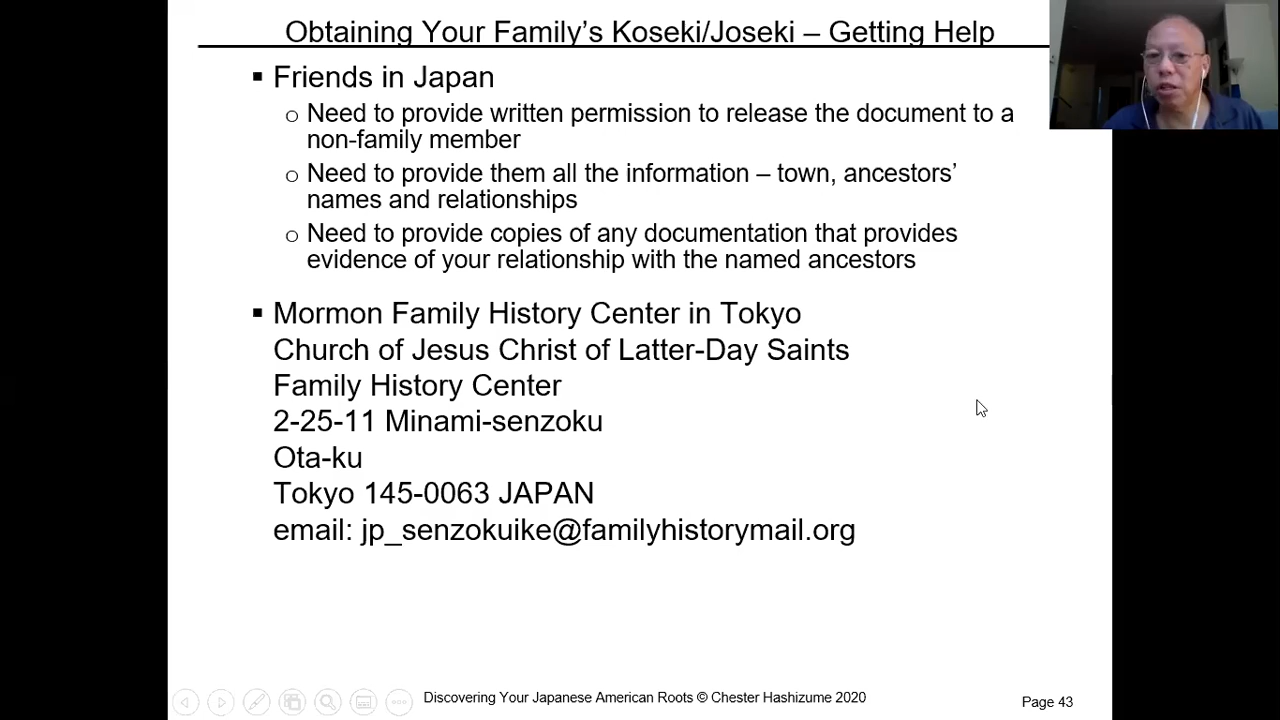 Obtaining Your Family's Koseki/Joseki – Getting Help
▪ Friends in Japan
o Need to provide written permission to release the document to a
non-family member
o Need to provide them all the information – town, ancestors'
names and relationships
o Need to provide copies of any documentation that provides
evidence of your relationship with the named ancestors
▪ Mormon Family History Center in Tokyo
Church of Jesus Christ of Latter-Day Saints
Family History Center
2-25-11 Minami-senzoku
Ota-ku
Tokyo 145-0063 JAPAN
email: jp_senzokuike@familyhistorymail.org
Discovering Your Japanese American Roots © Chester Hashizume 2020
Page 43